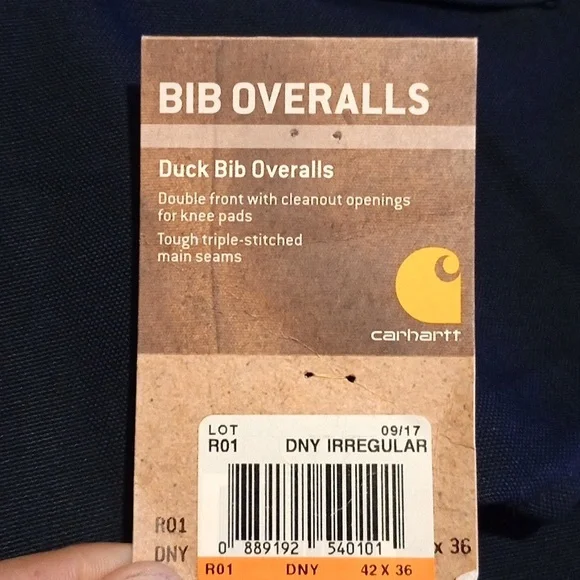 BIB OVERALLS
Duck Bib Overalls
Double front with cleanout openings
for knee pads
Tough triple-stitched
main seams
carhartt
LOT 09/17
R01 DNY IRREGULAR
R01
DNY x 36
0 889192 540101
R01 DNY 42 X 36